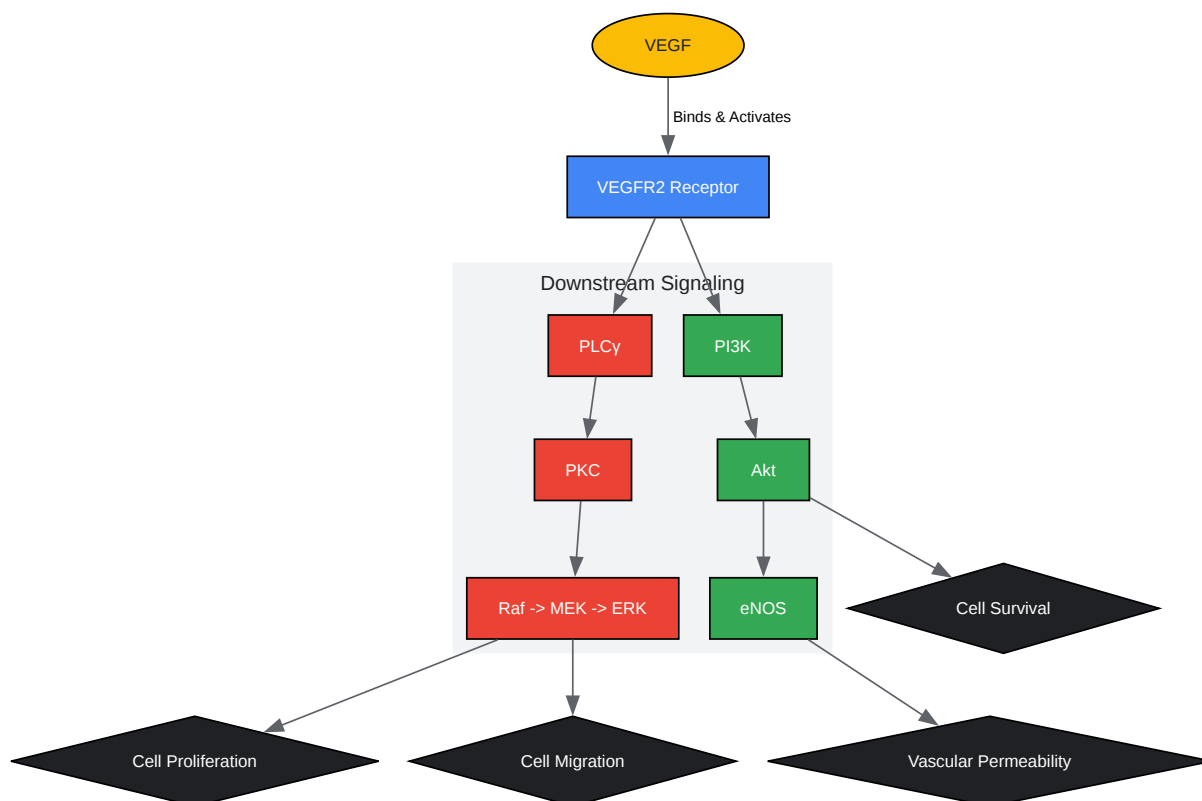 VEGF
Binds & Activates
VEGFR2 Receptor
Downstream Signaling
PLCγ
PI3K
PKC
Akt
Raf -> MEK -> ERK
eNOS
Cell Survival
Cell Proliferation
Cell Migration
Vascular Permeability